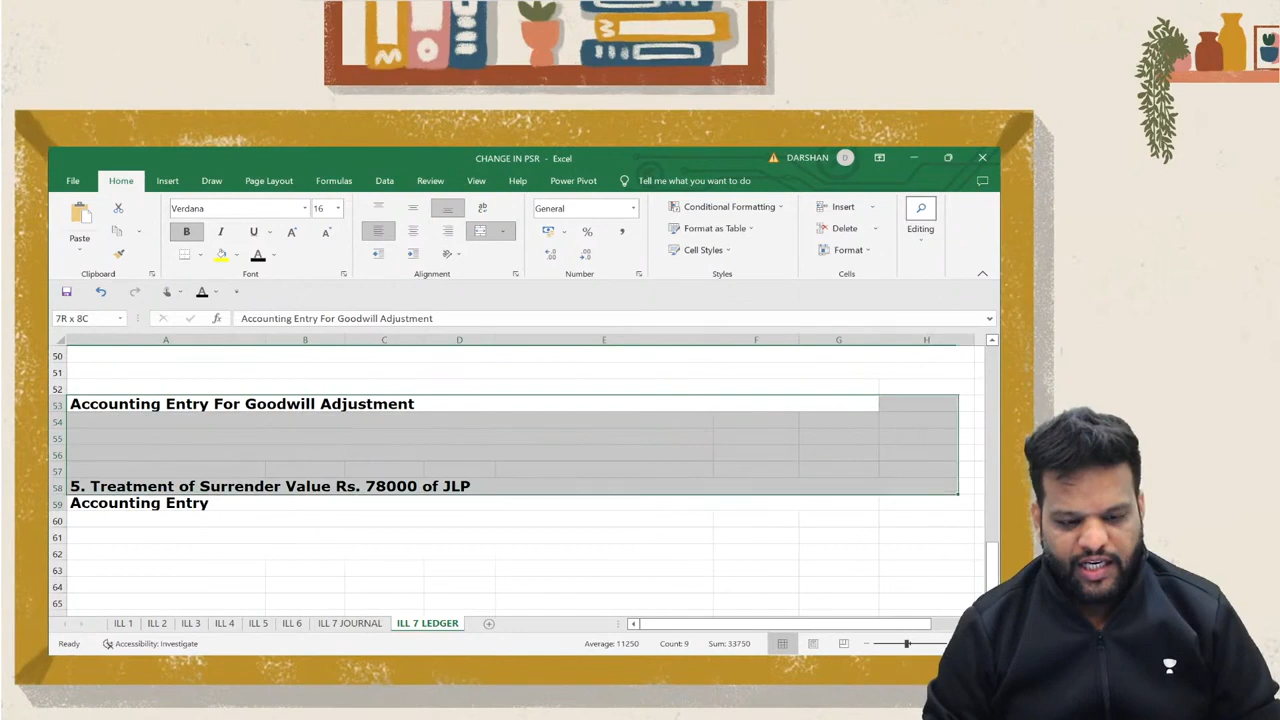 CHANGE IN PSR - Excel
DARSHAN
D
File Home Insert Draw Page Layout Formulas Data Review View Help Power Pivot Tell me what you want to do
Paste
Clipboard
Verdana 16
B I U A A
A
Font
Alignment
General
% ,
Number
Conditional Formatting
Format as Table
Cell Styles
Styles
Insert
Delete
Format
Cells
Editing
7R x 8C fx Accounting Entry For Goodwill Adjustment
A B C D E F G H
50
51
52
53 Accounting Entry For Goodwill Adjustment
54
55
56
57
58 5. Treatment of Surrender Value Rs. 78000 of JLP
59 Accounting Entry
60
61
62
63
64
65
ILL 1 ILL 2 ILL 3 ILL 4 ILL 5 ILL 6 ILL 7 JOURNAL ILL 7 LEDGER
Ready Accessibility: Investigate Average: 11250 Count: 9 Sum: 33750